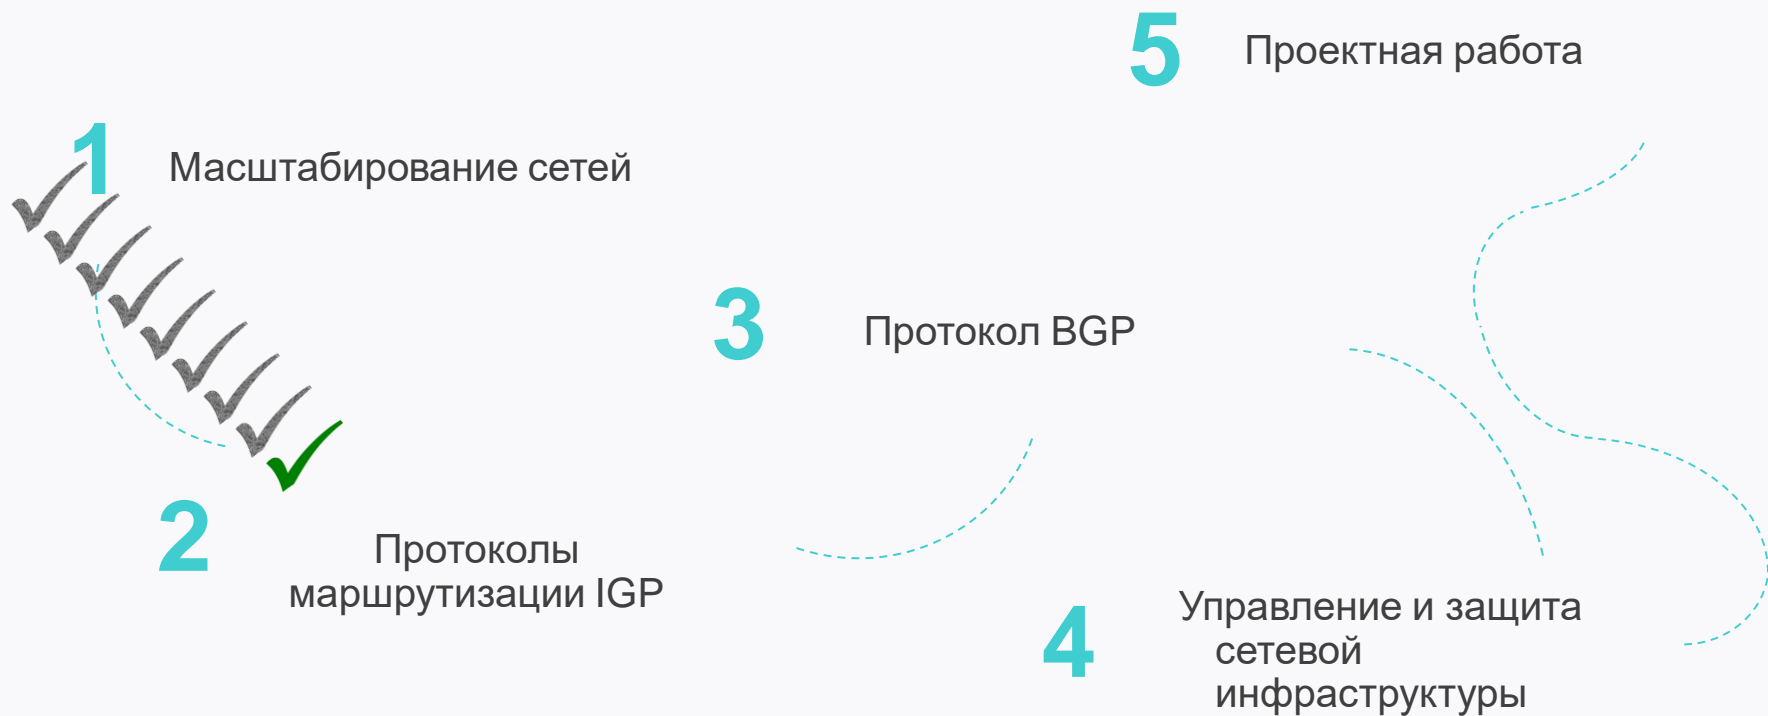 1
Масштабирование сетей
2
Протоколы
маршрутизации IGP
3
Протокол BGP
4
Управление и защита
сетевой
инфраструктуры
5
Проектная работа